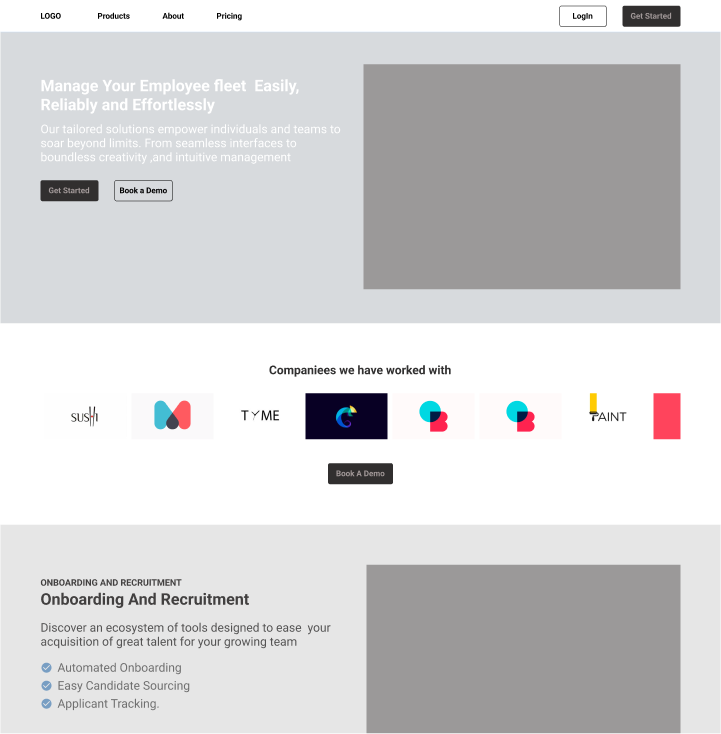 LOGO Products About Pricing LogIn Get Started
Manage Your Employee fleet  Easily,
Reliably and Effortlessly
Our tailored solutions empower individuals and teams to
soar beyond limits. From seamless interfaces to
boundless creativity ,and intuitive management
Get Started Book a Demo
Companiees we have worked with
SUSHI TYME PAINT
Book A Demo
ONBOARDING AND RECRUITMENT
Onboarding And Recruitment
Discover an ecosystem of tools designed to ease  your
acquisition of great talent for your growing team
Automated Onboarding
Easy Candidate Sourcing
Applicant Tracking.